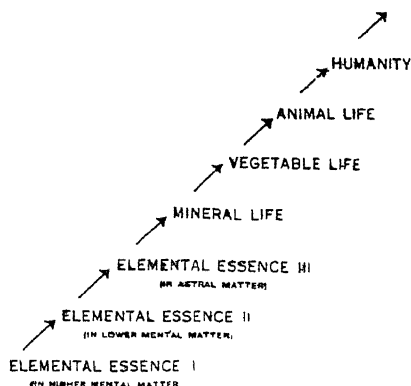 HUMANITY
ANIMAL LIFE
VEGETABLE LIFE
MINERAL LIFE
ELEMENTAL ESSENCE III
(IN ASTRAL MATTER)
ELEMENTAL ESSENCE II
(IN LOWER MENTAL MATTER)
ELEMENTAL ESSENCE I
(IN HIGHER MENTAL MATTER